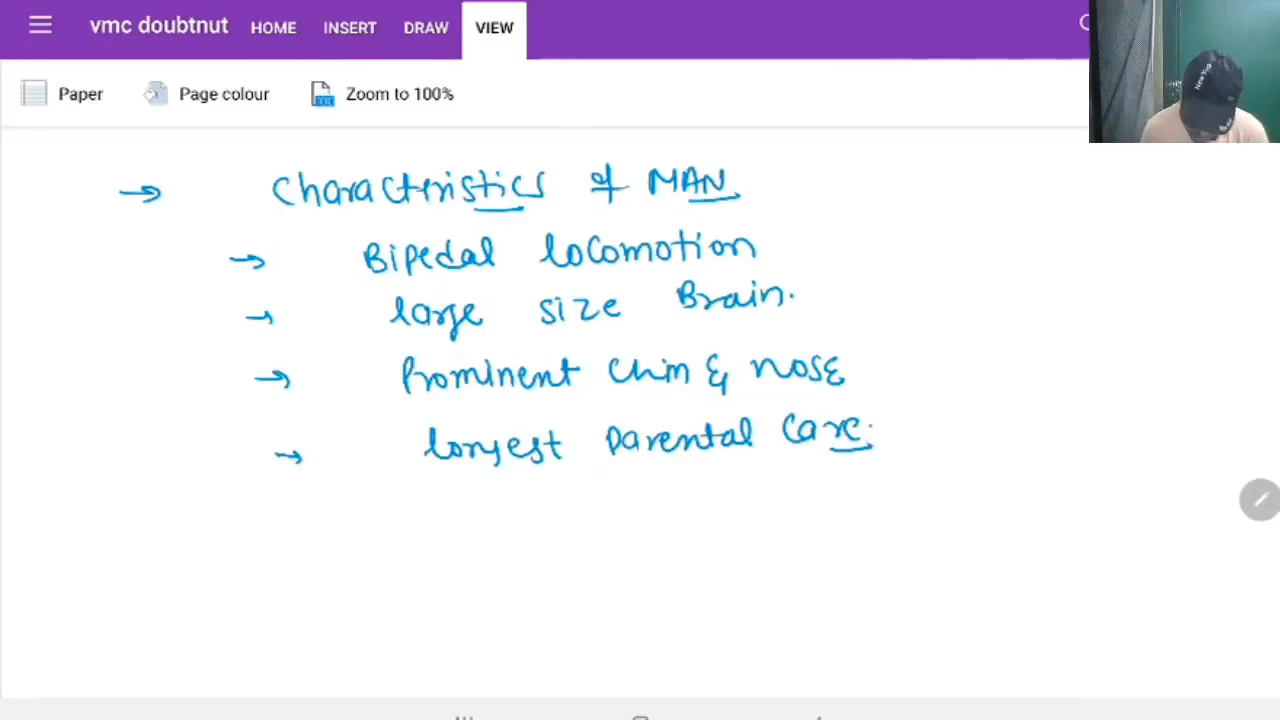 vmc doubtnut HOME INSERT DRAW VIEW
Paper Page colour Zoom to 100%
→ Characteristics of MAN
→ Bipedal locomotion
→ large size Brain.
→ Prominent Chin & nose
→ longest Parental Care.